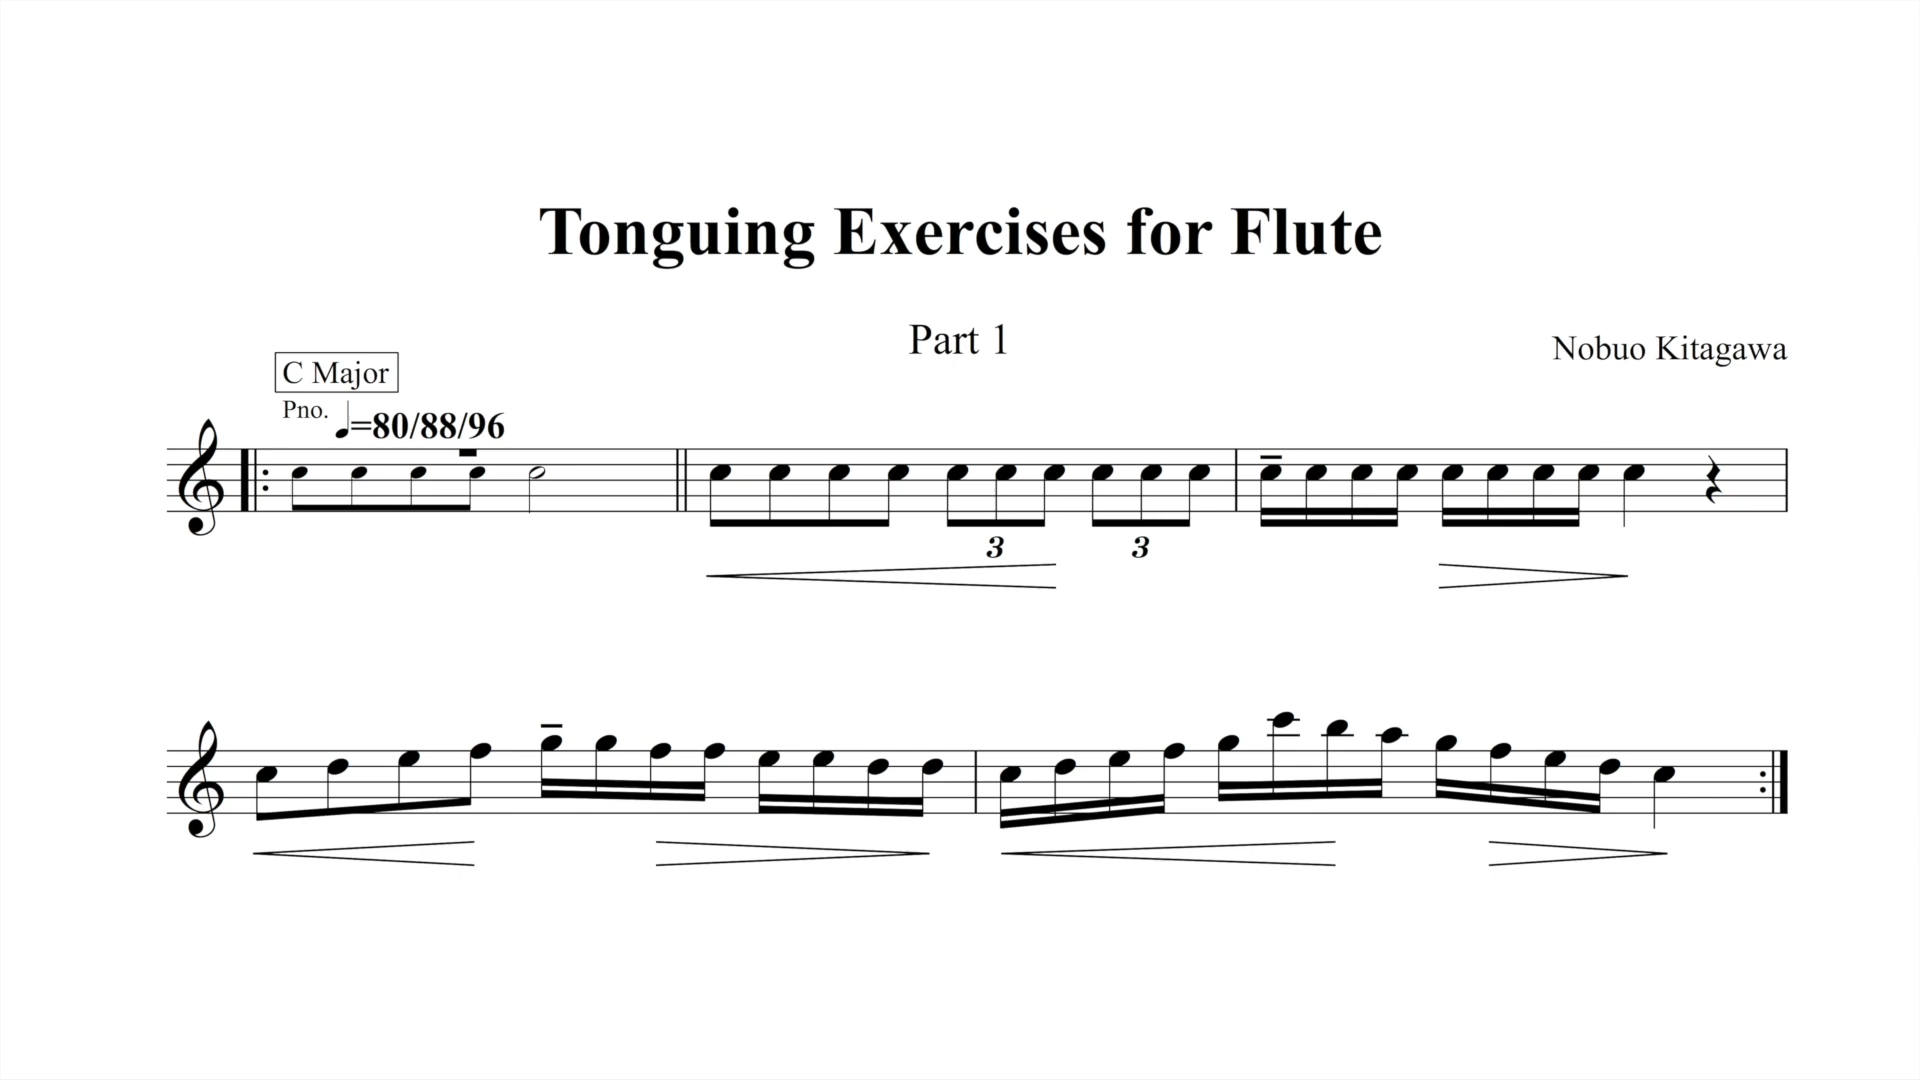 Tonguing Exercises for Flute
Part 1
Nobuo Kitagawa
C Major
Pno.
=80/88/96
3 3